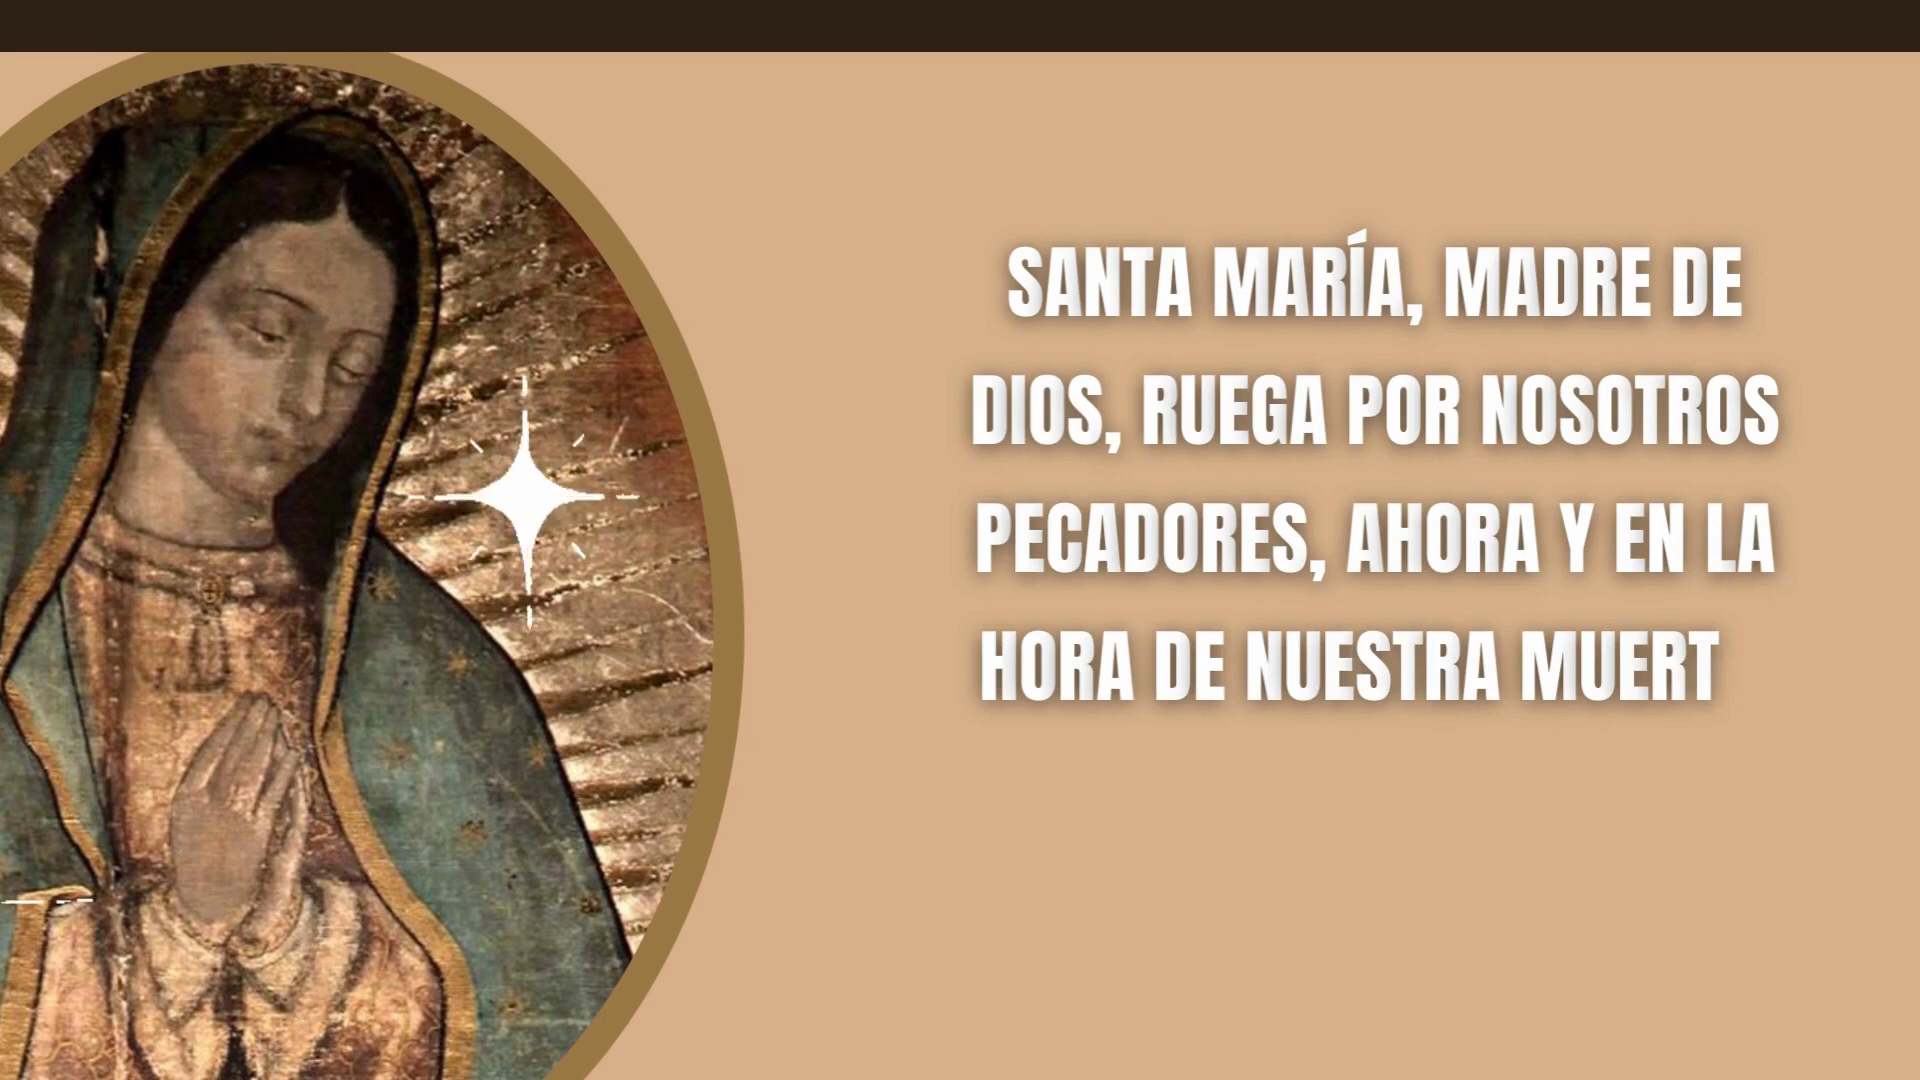 SANTA MARÍA, MADRE DE
DIOS, RUEGA POR NOSOTROS
PECADORES, AHORA Y EN LA
HORA DE NUESTRA MUERT